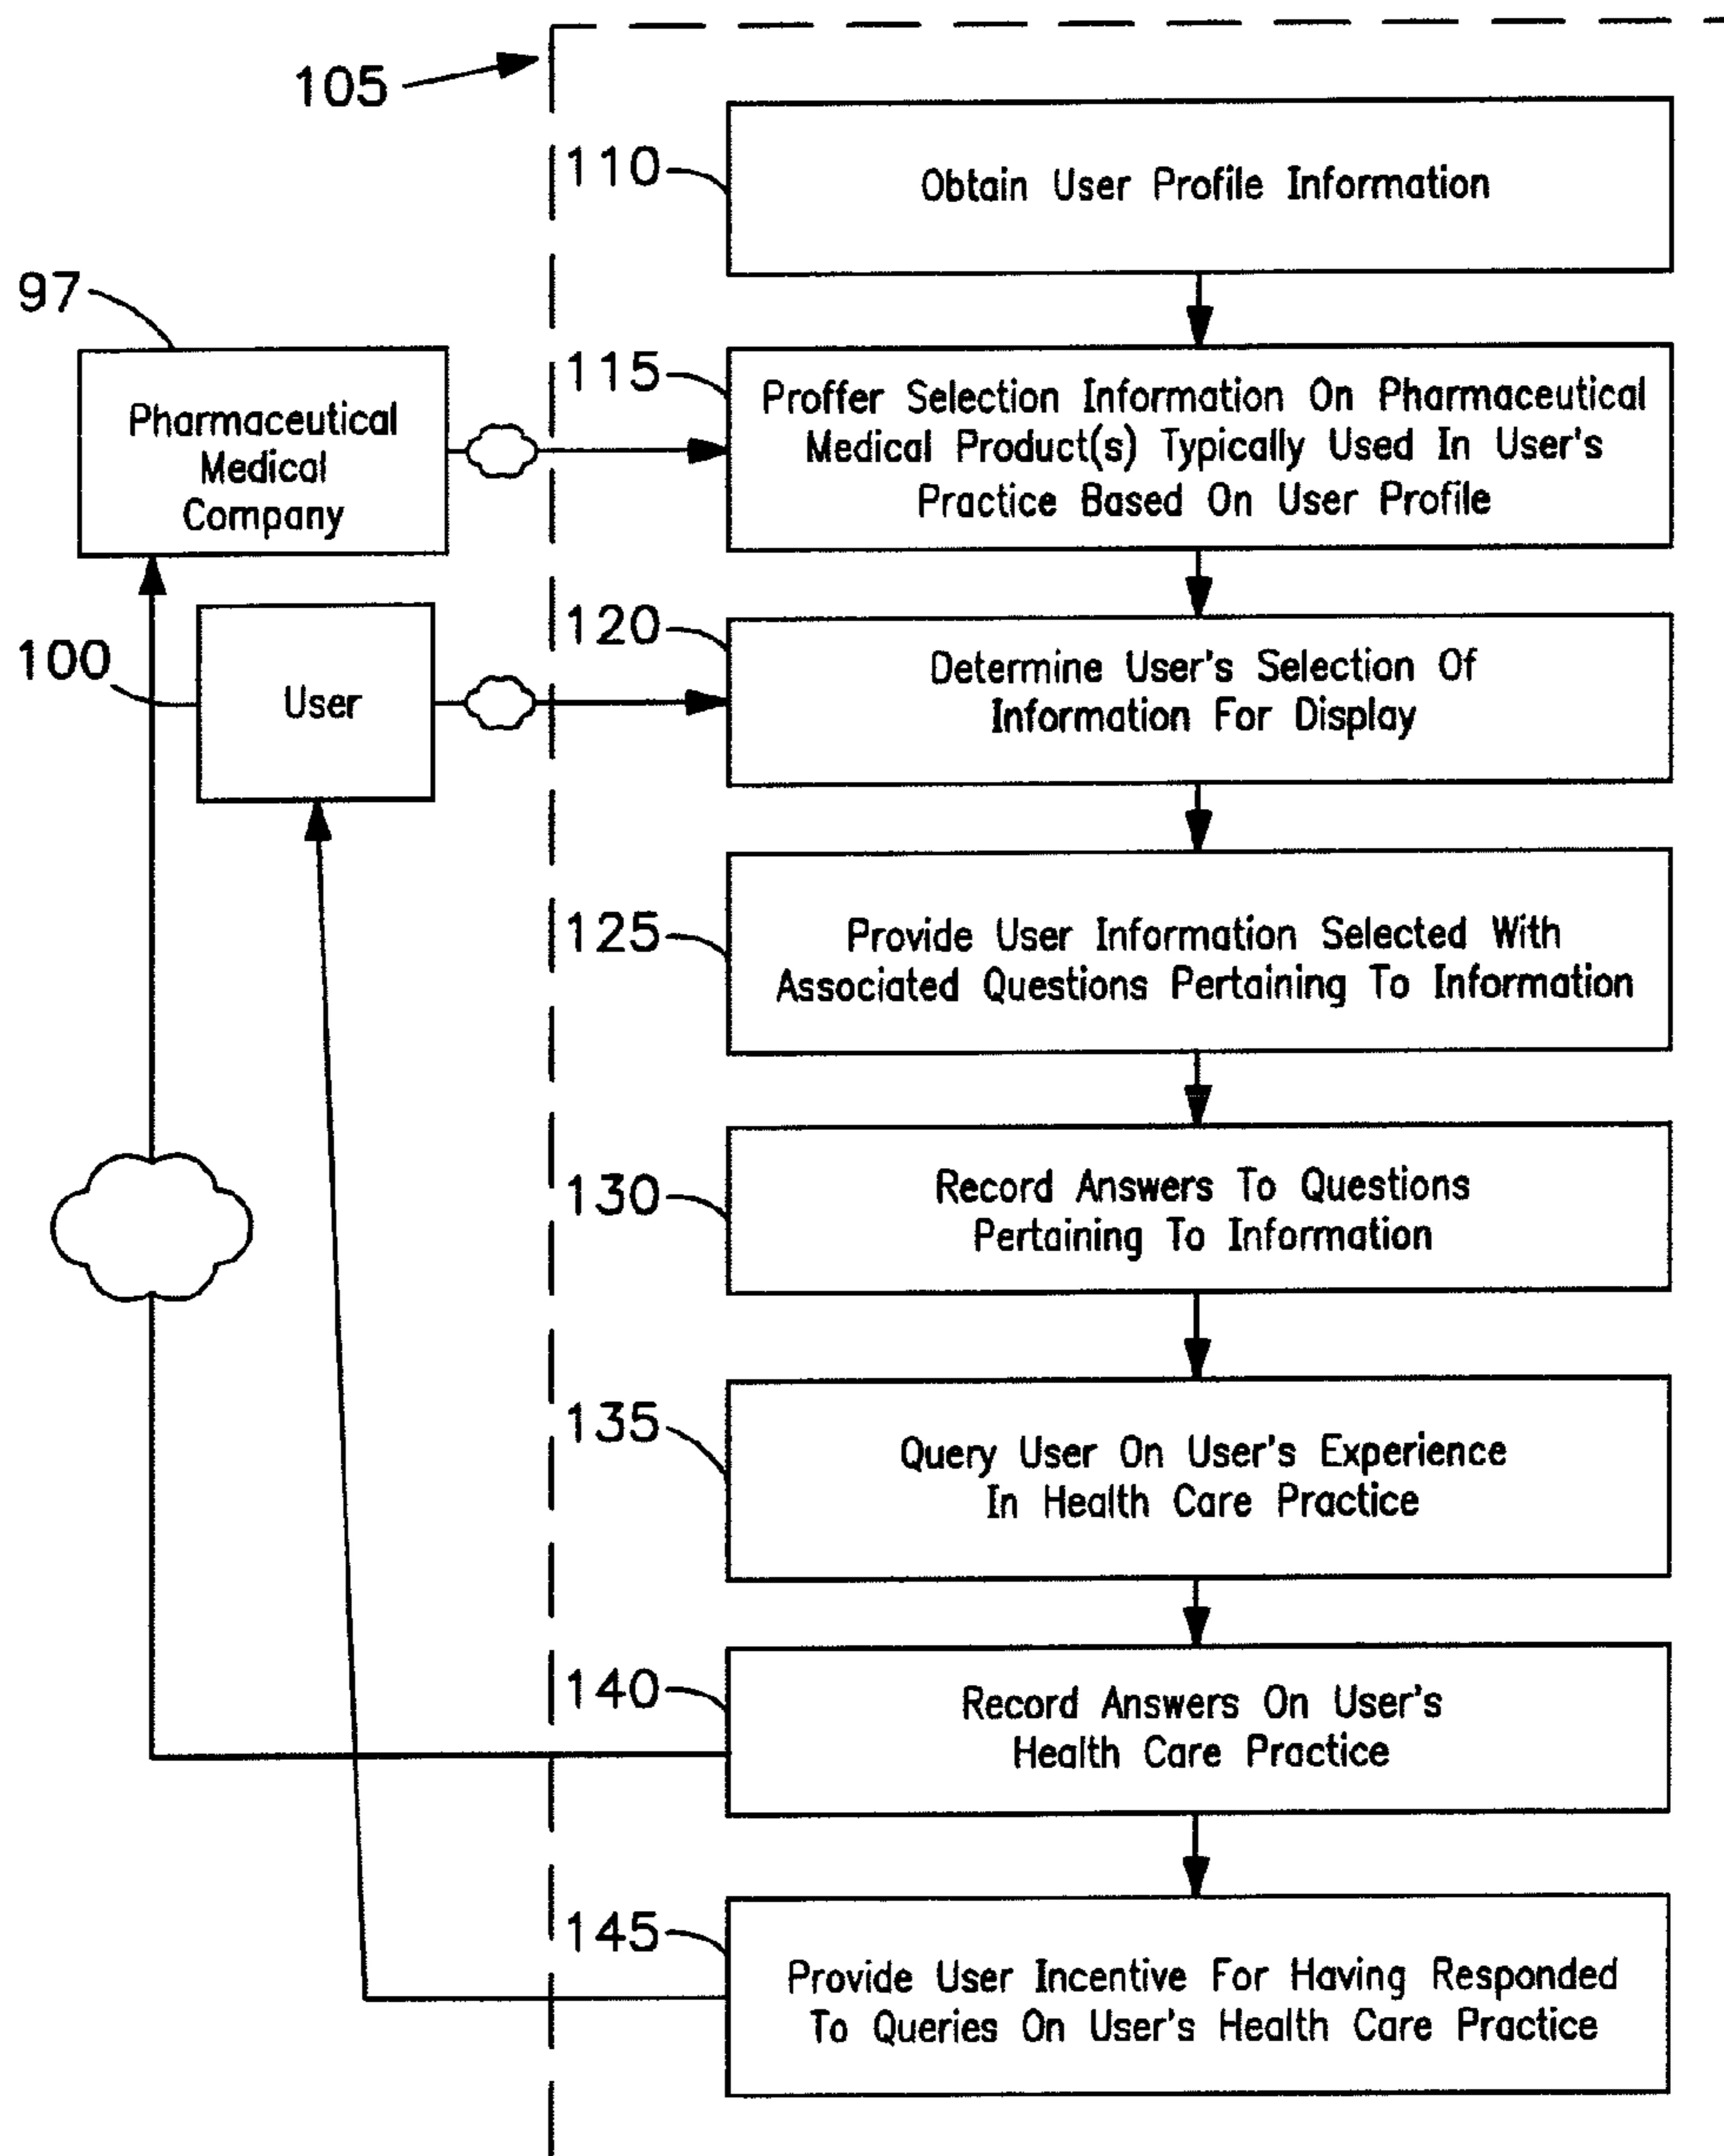 105
110
Obtain User Profile Information
97
Pharmaceutical
Medical
Company
115
Proffer Selection Information On Pharmaceutical
Medical Product(s) Typically Used In User's
Practice Based On User Profile
100
User
120
Determine User's Selection Of
Information For Display
125
Provide User Information Selected With
Associated Questions Pertaining To Information
130
Record Answers To Questions
Pertaining To Information
135
Query User On User's Experience
In Health Care Practice
140
Record Answers On User's
Health Care Practice
145
Provide User Incentive For Having Responded
To Queries On User's Health Care Practice